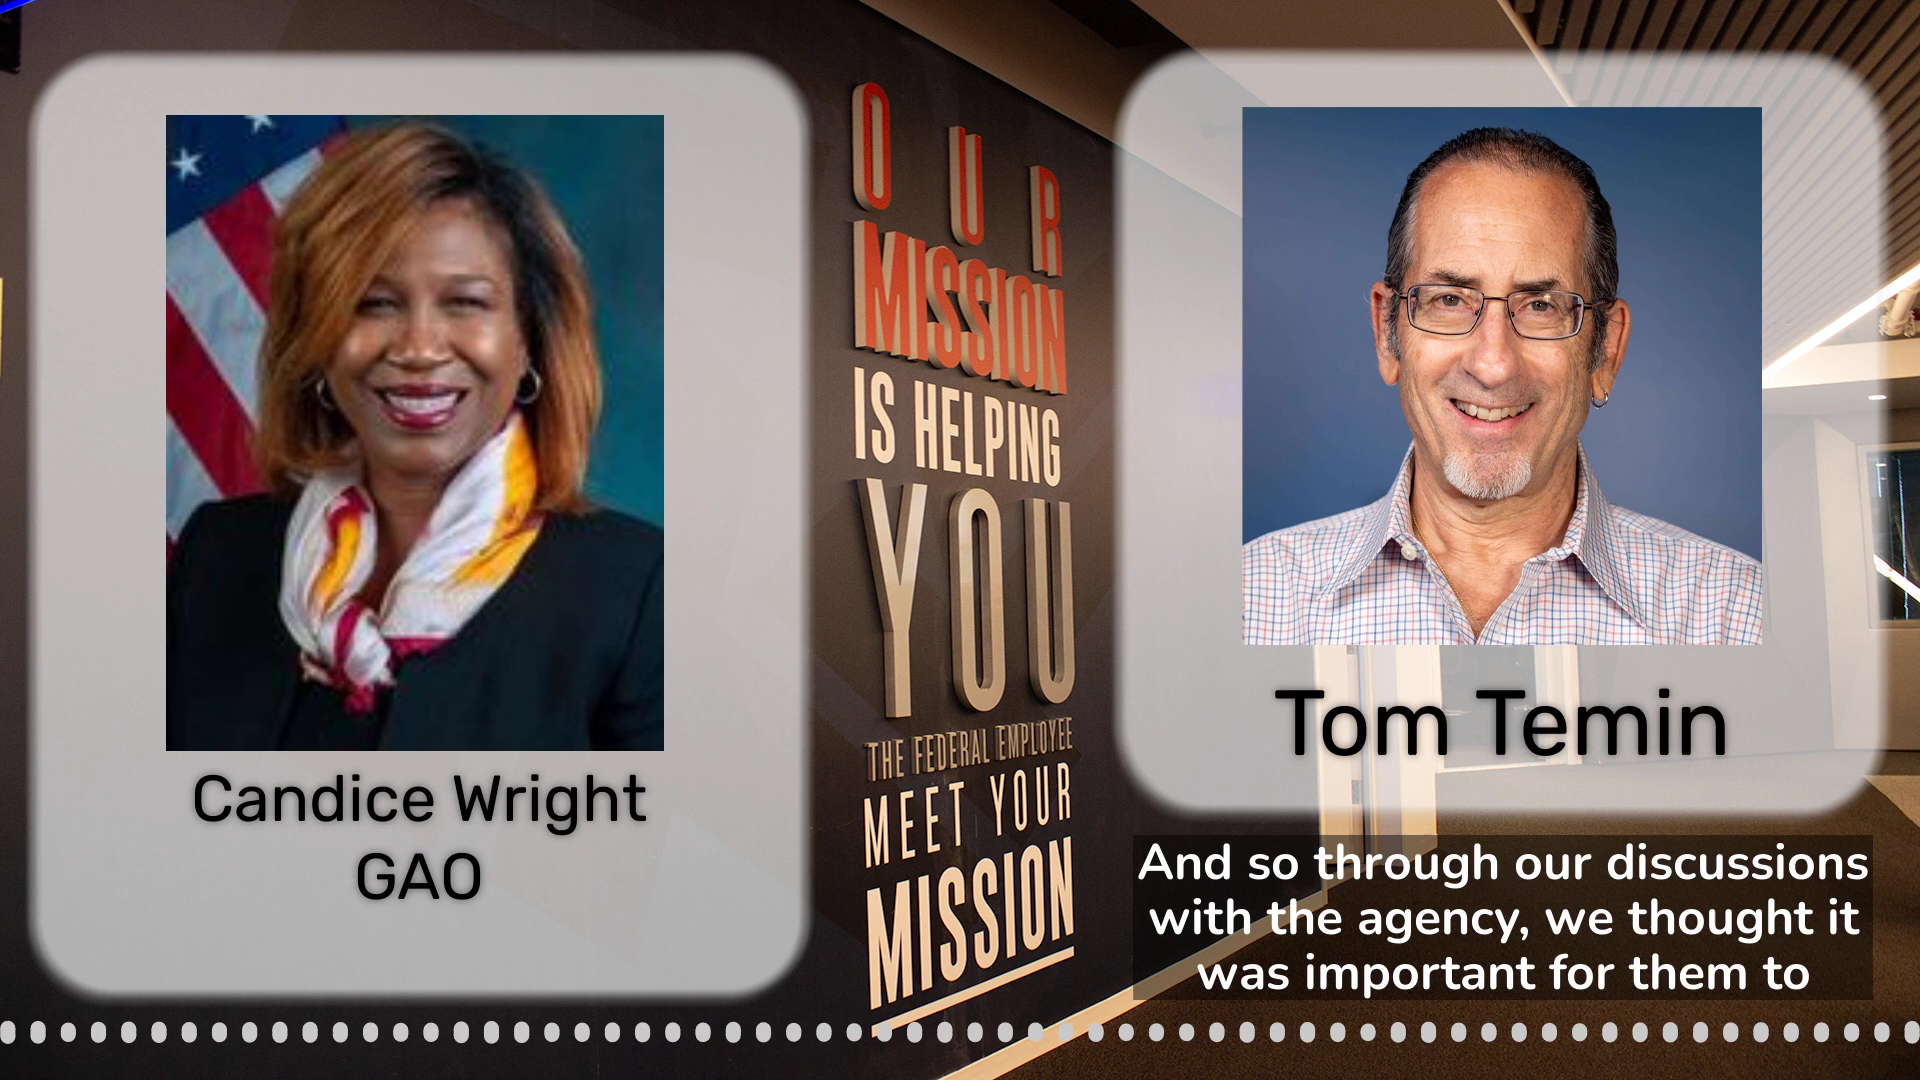 Candice Wright
GAO
OUR
MISSION
IS HELPING
YOU
THE FEDERAL EMPLOYEE
MEET YOUR
MISSION
Tom Temin
And so through our discussions
with the agency, we thought it
was important for them to